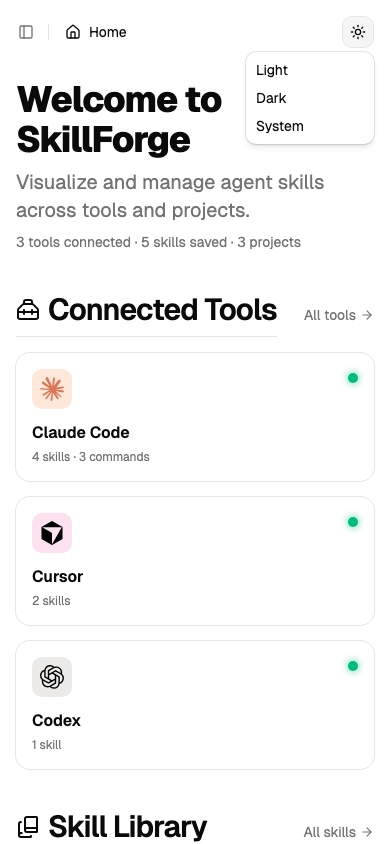 Home
Light
Dark
System
Welcome to
SkillForge
Visualize and manage agent skills
across tools and projects.
3 tools connected · 5 skills saved · 3 projects
Connected Tools
All tools →
Claude Code
4 skills · 3 commands
Cursor
2 skills
Codex
1 skill
Skill Library
All skills →